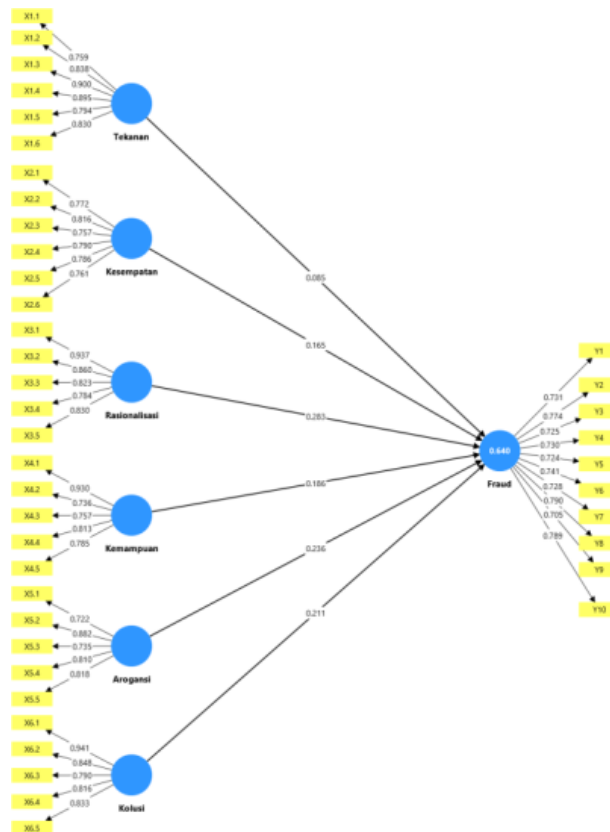 X1.1
X1.2
X1.3
X1.4
X1.5
X1.6
0.759
0.838
0.900
0.895
0.794
0.830
Tekanan
X2.1
X2.2
X2.3
X2.4
X2.5
X2.6
0.772
0.816
0.757
0.790
0.786
0.761
Kesempatan
X3.1
X3.2
X3.3
X3.4
X3.5
0.937
0.860
0.823
0.784
0.830
Rasionalisasi
X4.1
X4.2
X4.3
X4.4
X4.5
0.930
0.736
0.757
0.813
0.785
Kemampuan
X5.1
X5.2
X5.3
X5.4
X5.5
0.722
0.882
0.735
0.810
0.818
Arogansi
X6.1
X6.2
X6.3
X6.4
X6.5
0.941
0.848
0.790
0.816
0.833
Kolusi
0.085
0.165
0.283
0.186
0.236
0.211
0.640
Fraud
0.731
0.774
0.725
0.730
0.724
0.741
0.728
0.790
0.705
0.789
Y1
Y2
Y3
Y4
Y5
Y6
Y7
Y8
Y9
Y10